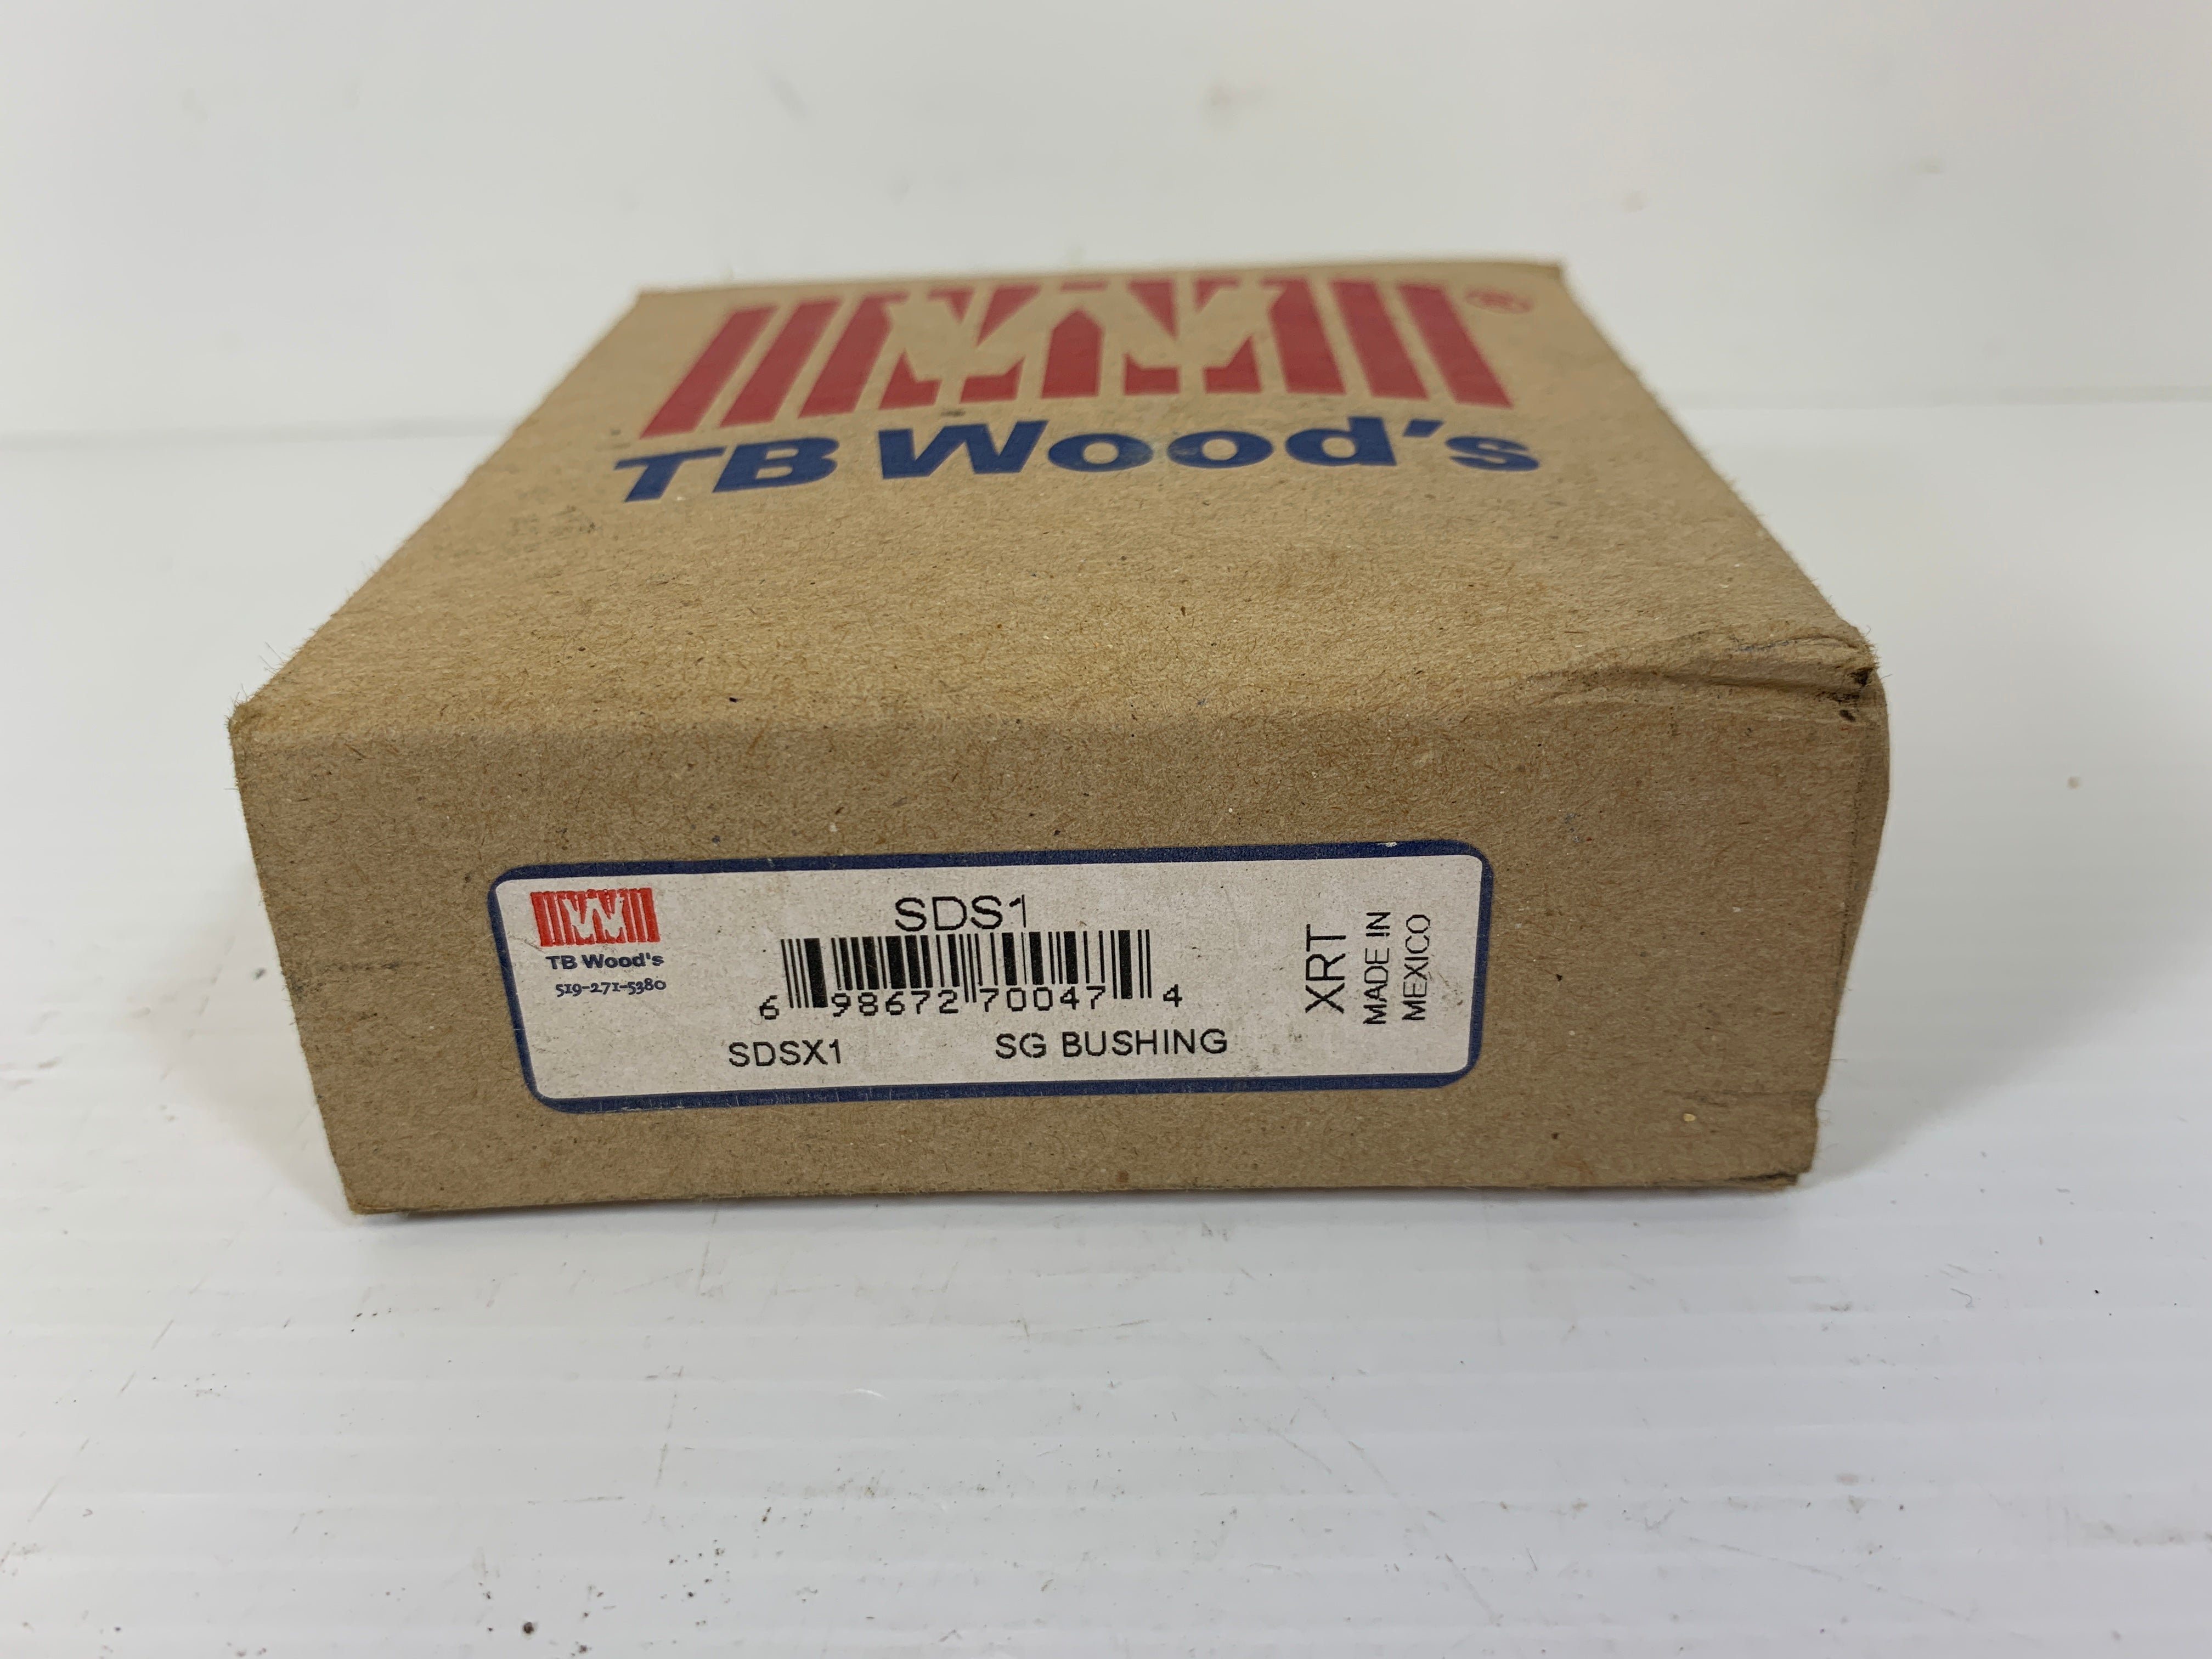 ®
TB Wood's
TB Wood's
519-271-5380
SDS1
6 98672 70047 4
SDSX1 SG BUSHING
XRT
MADE IN
MEXICO